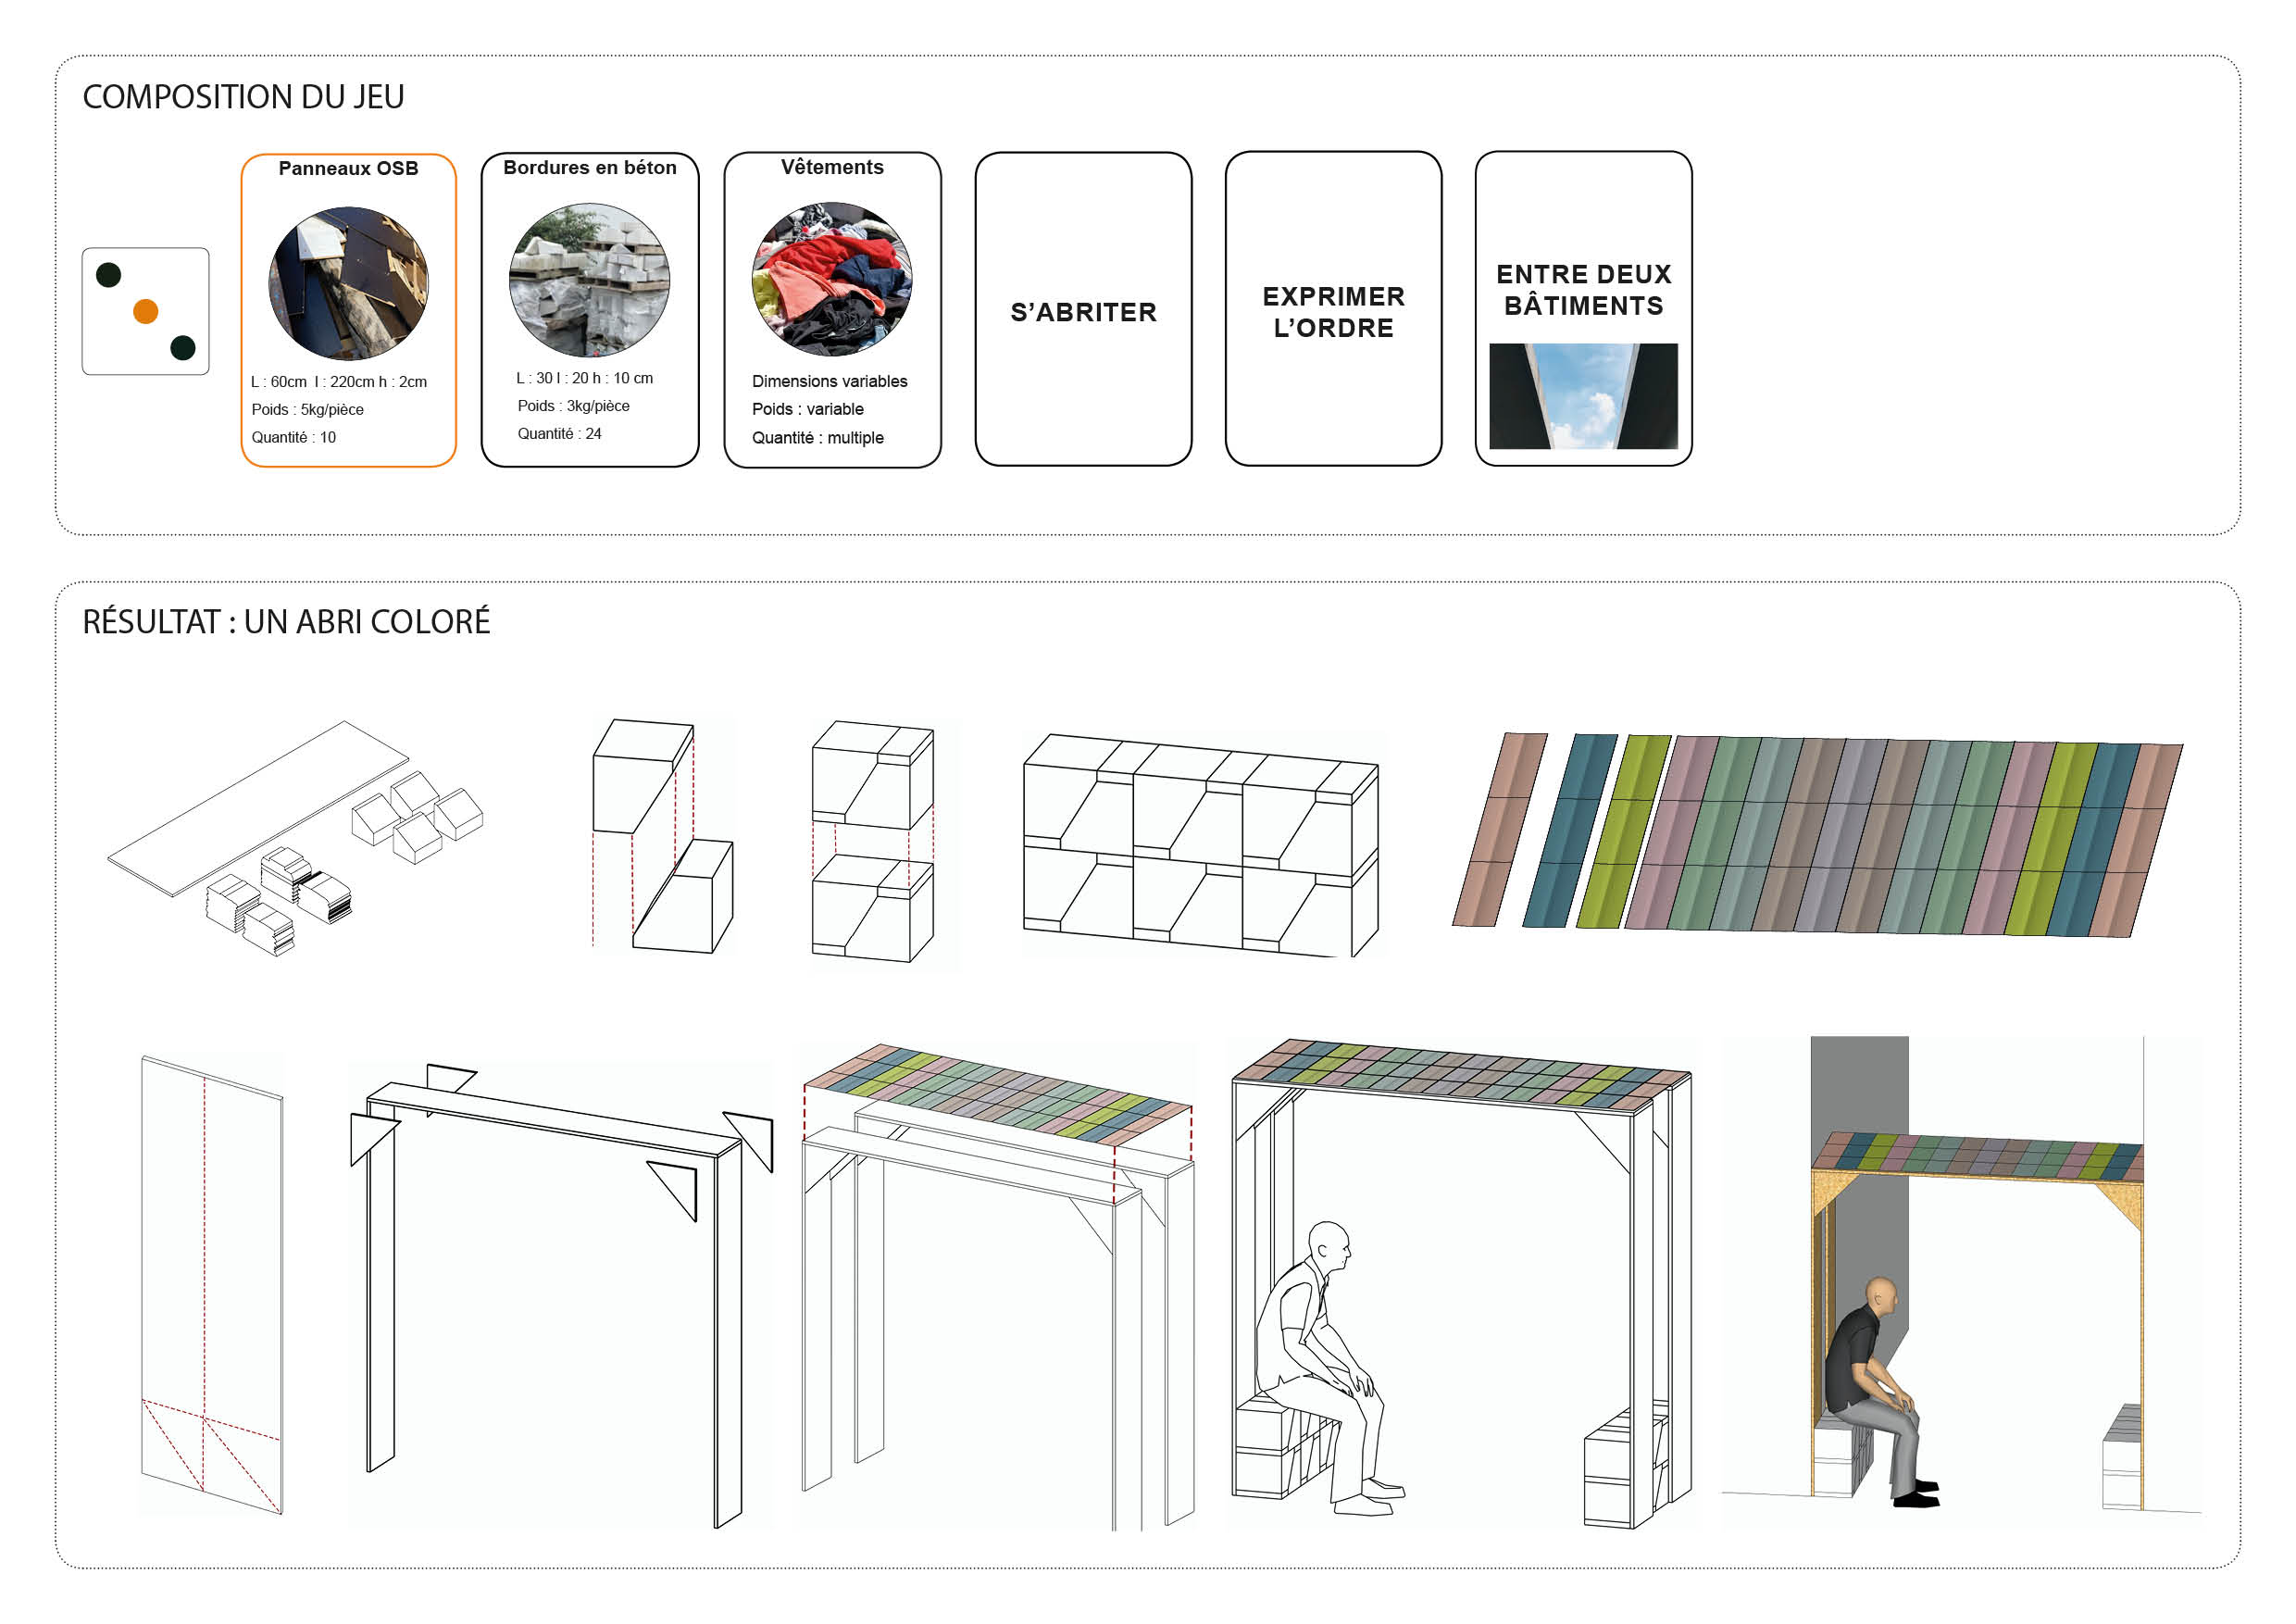 COMPOSITION DU JEU
Panneaux OSB
L : 60cm l : 220cm h : 2cm
Poids : 5kg/pièce
Quantité : 10
Bordures en béton
L : 30 l : 20 h : 10 cm
Poids : 3kg/pièce
Quantité : 24
Vêtements
Dimensions variables
Poids : variable
Quantité : multiple
S’ABRITER
EXPRIMER
L’ORDRE
ENTRE DEUX
BÂTIMENTS
RÉSULTAT : UN ABRI COLORÉ